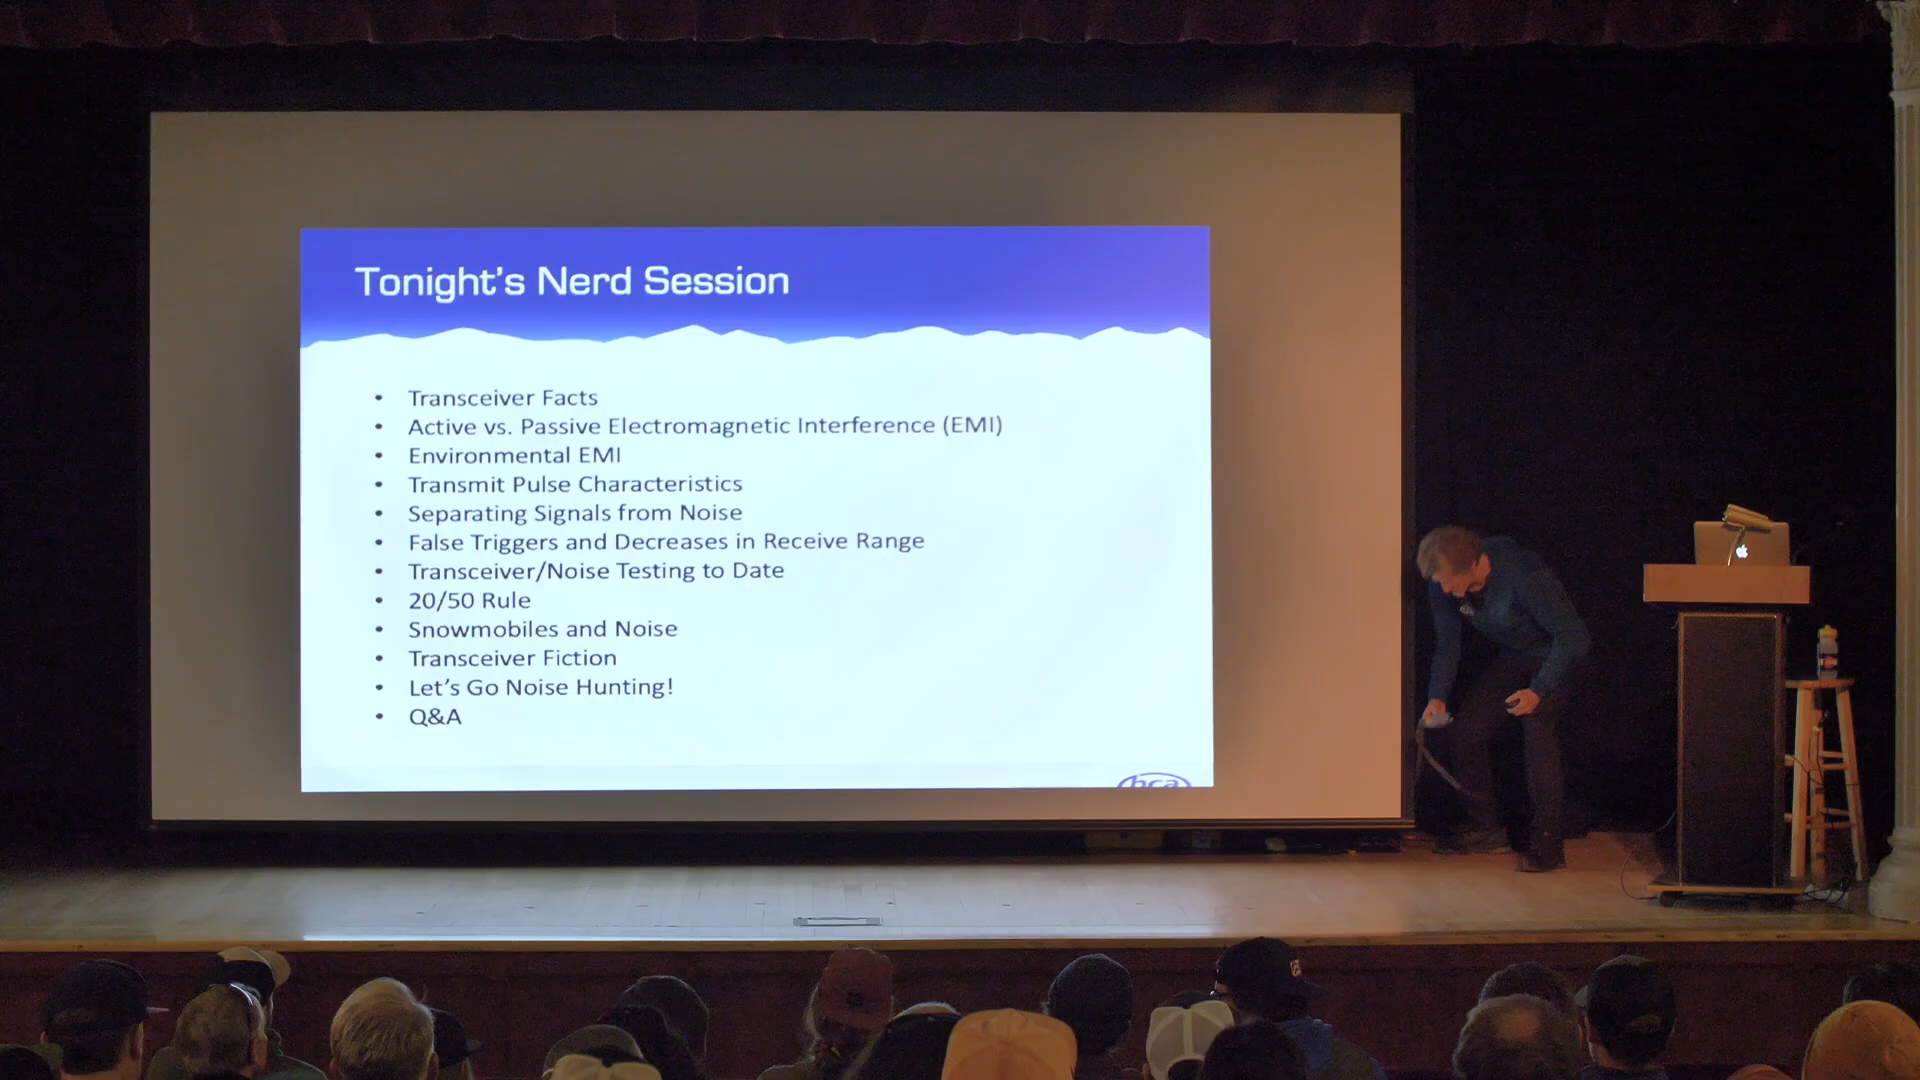 Tonight's Nerd Session
• Transceiver Facts
• Active vs. Passive Electromagnetic Interference (EMI)
• Environmental EMI
• Transmit Pulse Characteristics
• Separating Signals from Noise
• False Triggers and Decreases in Receive Range
• Transceiver/Noise Testing to Date
• 20/50 Rule
• Snowmobiles and Noise
• Transceiver Fiction
• Let's Go Noise Hunting!
• Q&A
bca